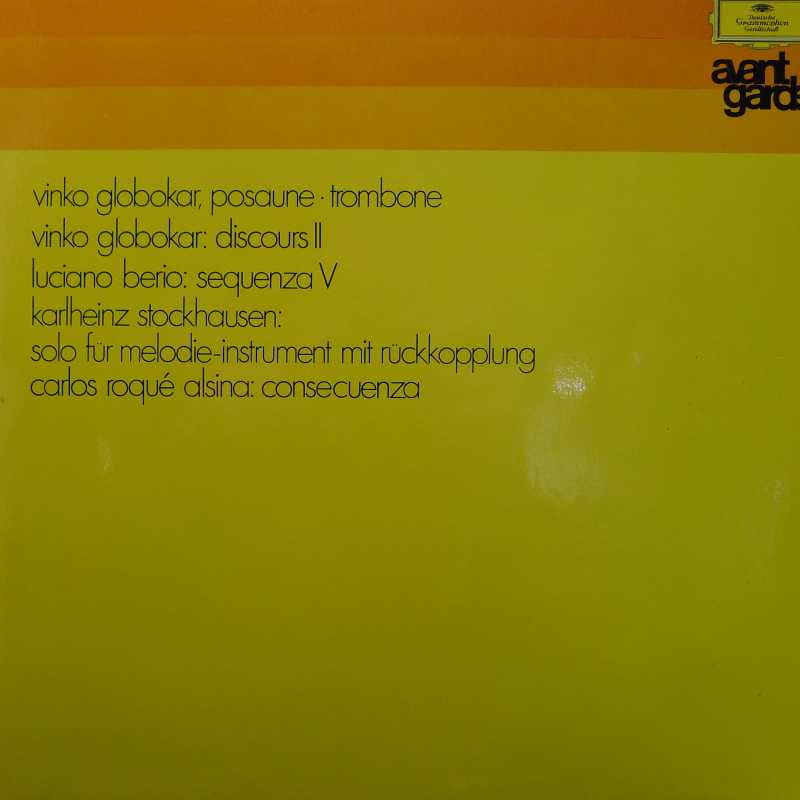 Deutsche
Grammophon
Gesellschaft
avant
garde
vinko globokar, posaune · trombone
vinko globokar: discours II
luciano berio: sequenza V
karlheinz stockhausen:
solo für melodie-instrument mit rückkopplung
carlos roqué alsina: consecuenza